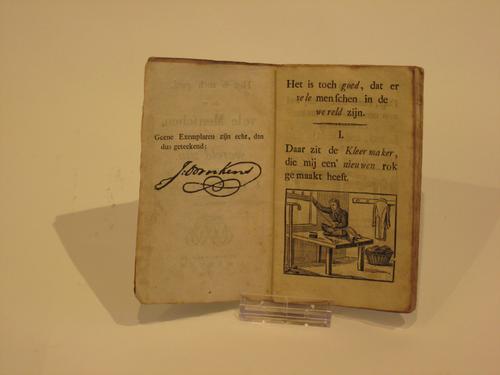 Geene Exemplaren zijn echt, dan
dus geteekend:
Het is toch goed, dat er
vele menschen in de
wereld zijn.
I.
Daar zit de Kleermaker,
die mij een' nieuwen rok
gemaakt heeft.